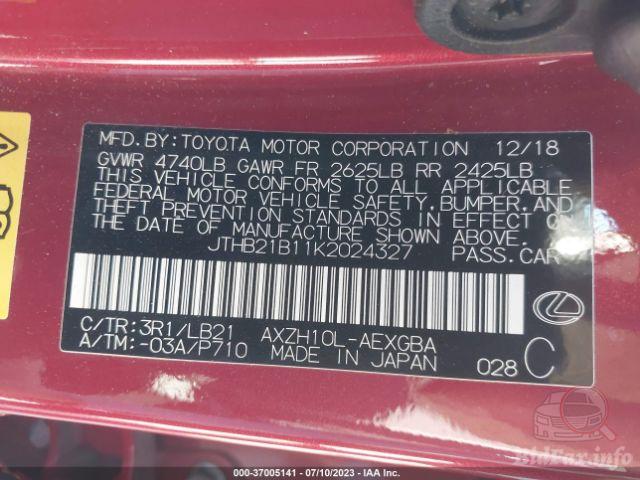 MFD.BY:TOYOTA MOTOR CORPORATION 12/18
GVWR 4740LB GAWR FR 2625LB RR 2425LB
THIS VEHICLE CONFORMS TO ALL APPLICABLE
FEDERAL MOTOR VEHICLE SAFETY,BUMPER,AND
THEFT PREVENTION STANDARDS IN EFFECT ON
THE DATE OF MANUFACTURE SHOWN ABOVE.
JTHB21B11K2024327 PASS.CAR
C/TR:3R1/LB21 AXZH10L-AEXGBA
A/TM:-03A/P710 MADE IN JAPAN 028 C
BidFax.info
000-37005141 - 07/10/2023 - IAA Inc.